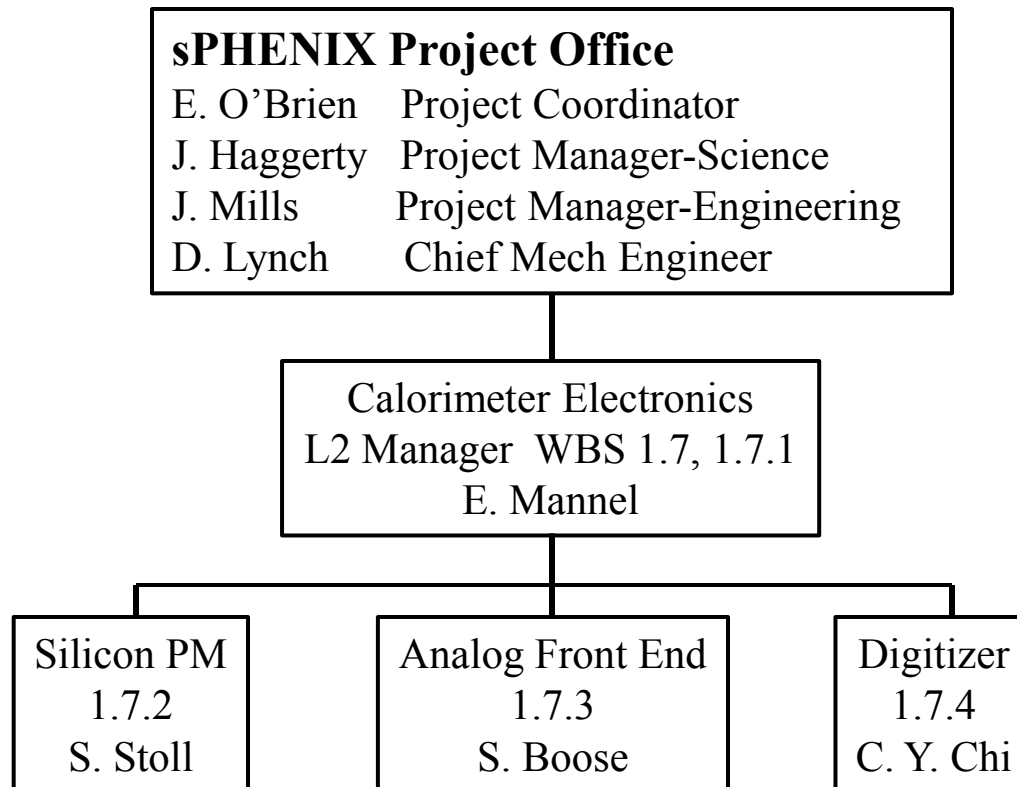 sPHENIX Project Office
E. O’Brien Project Coordinator
J. Haggerty Project Manager-Science
J. Mills Project Manager-Engineering
D. Lynch Chief Mech Engineer
Calorimeter Electronics
L2 Manager WBS 1.7, 1.7.1
E. Mannel
Silicon PM
1.7.2
S. Stoll
Analog Front End
1.7.3
S. Boose
Digitizer
1.7.4
C. Y. Chi